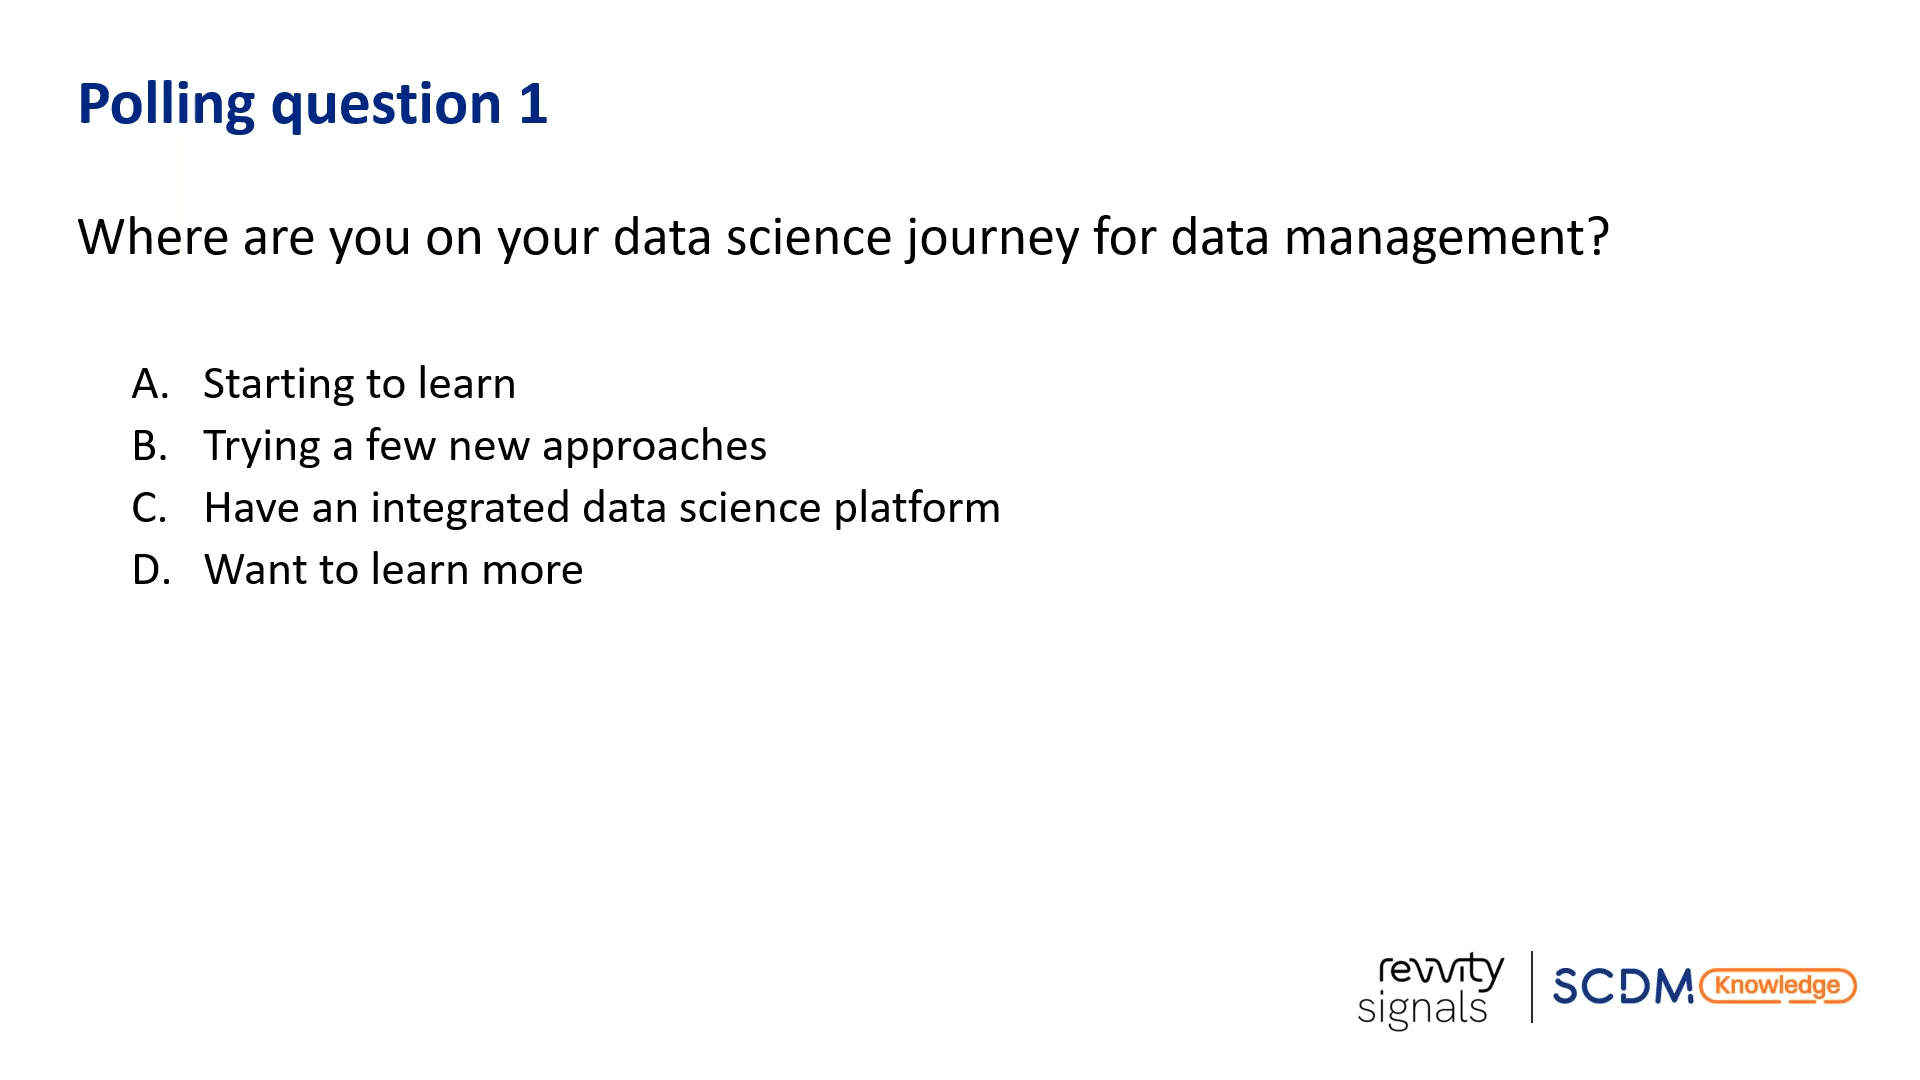 Polling question 1
Where are you on your data science journey for data management?
A. Starting to learn
B. Trying a few new approaches
C. Have an integrated data science platform
D. Want to learn more
revvity
signals
SCDM Knowledge